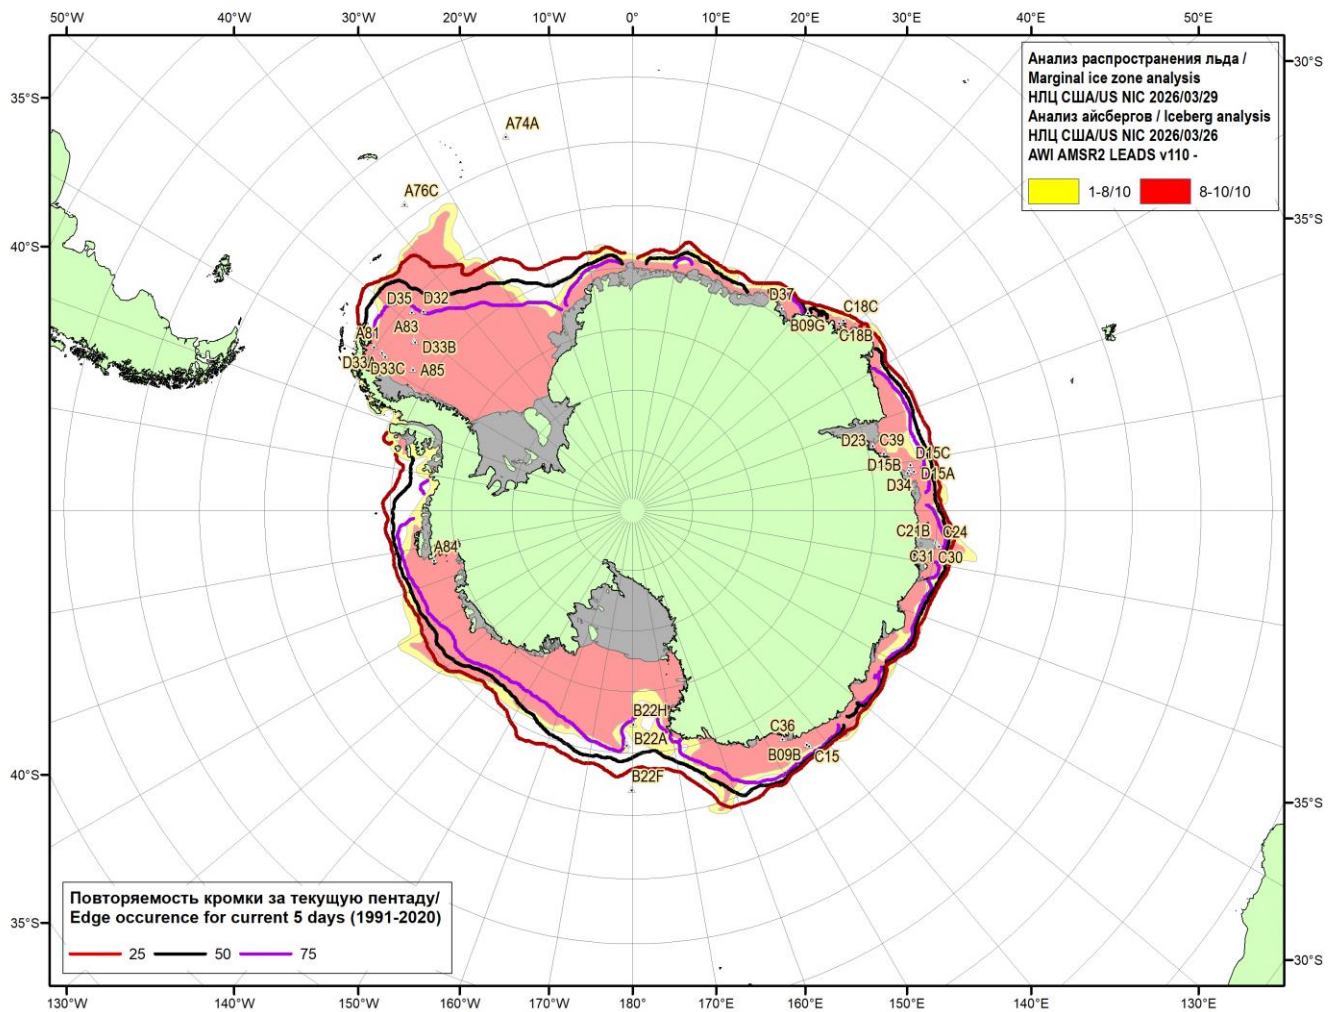 50°W 40°W 30°W 20°W 10°W 0° 10°E 20°E 30°E 40°E 50°E
Анализ распространения льда /
Marginal ice zone analysis
НЛЦ США/US NIC 2026/03/29
Анализ айсбергов / Iceberg analysis
НЛЦ США/US NIC 2026/03/26
AWI AMSR2 LEADS v110 -
1-8/10 8-10/10
30°S
35°S
A74A
A76C
35°S
40°S
D35 D32
D37
C18C
A83
B09G
A81
C18B
D33B
D33A
D33C
A85
D23 C39
D15C
D15B
D15A
D34
C21B C24
A84
C31 C30
B22H
C36
B22A
B09B C15
B22F
40°S
35°S
Повторяемость кромки за текущую пентаду/
Edge occurence for current 5 days (1991-2020)
25 50 75
35°S
30°S
130°W 140°W 150°W 160°W 170°W 180° 170°E 160°E 150°E 140°E 130°E